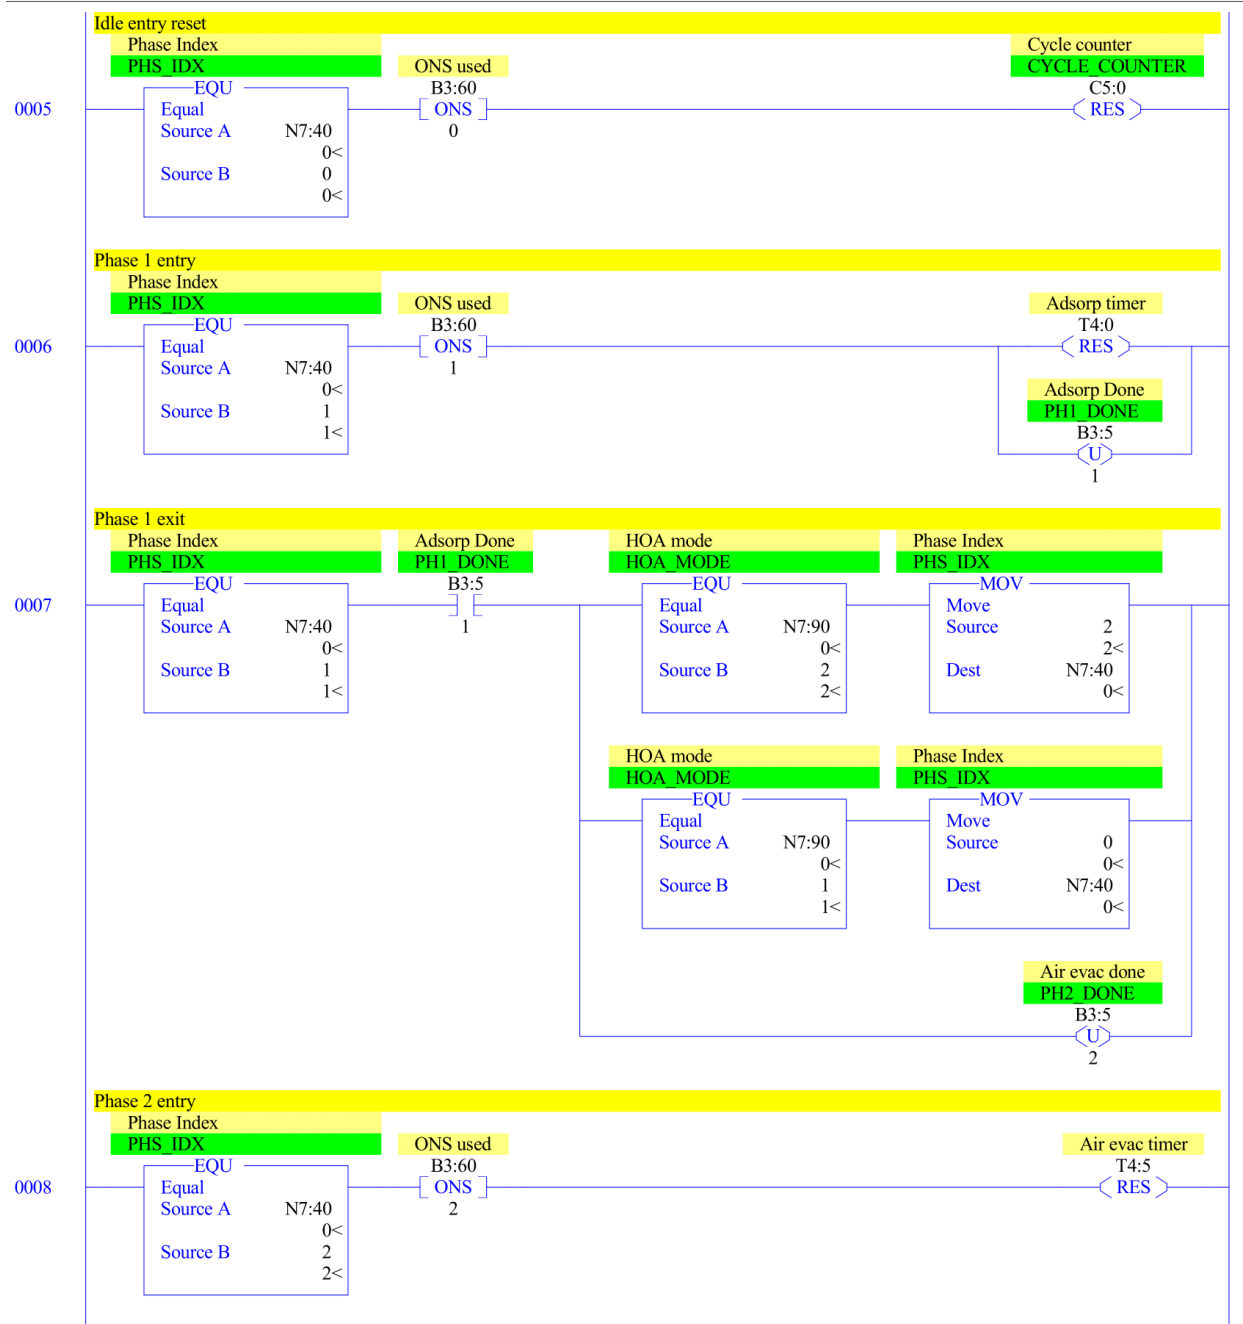 Idle entry reset
Phase Index
PHS_IDX
ONS used
Cycle counter
CYCLE_COUNTER
EQU
B3:60
C5:0
0005
Equal
ONS
RES
Source A N7:40
0
0<
Source B 0
0<
Phase 1 entry
Phase Index
PHS_IDX
ONS used
Adsorp timer
EQU
B3:60
T4:0
0006
Equal
ONS
RES
Source A N7:40
1
0<
Adsorp Done
Source B 1
PH1_DONE
1<
B3:5
U
1
Phase 1 exit
Phase Index
Adsorp Done
HOA mode
Phase Index
PHS_IDX
PH1_DONE
HOA_MODE
PHS_IDX
EQU
B3:5
EQU
MOV
0007
Equal
Equal
Move
Source A N7:40
1
Source A N7:90
Source 2
0<
0<
2<
Source B 1
Source B 2
Dest N7:40
1<
2<
0<
HOA mode
Phase Index
HOA_MODE
PHS_IDX
EQU
MOV
Equal
Move
Source A N7:90
Source 0
0<
0<
Source B 1
Dest N7:40
1<
0<
Air evac done
PH2_DONE
B3:5
U
2
Phase 2 entry
Phase Index
PHS_IDX
ONS used
Air evac timer
EQU
B3:60
T4:5
0008
Equal
ONS
RES
Source A N7:40
2
0<
Source B 2
2<